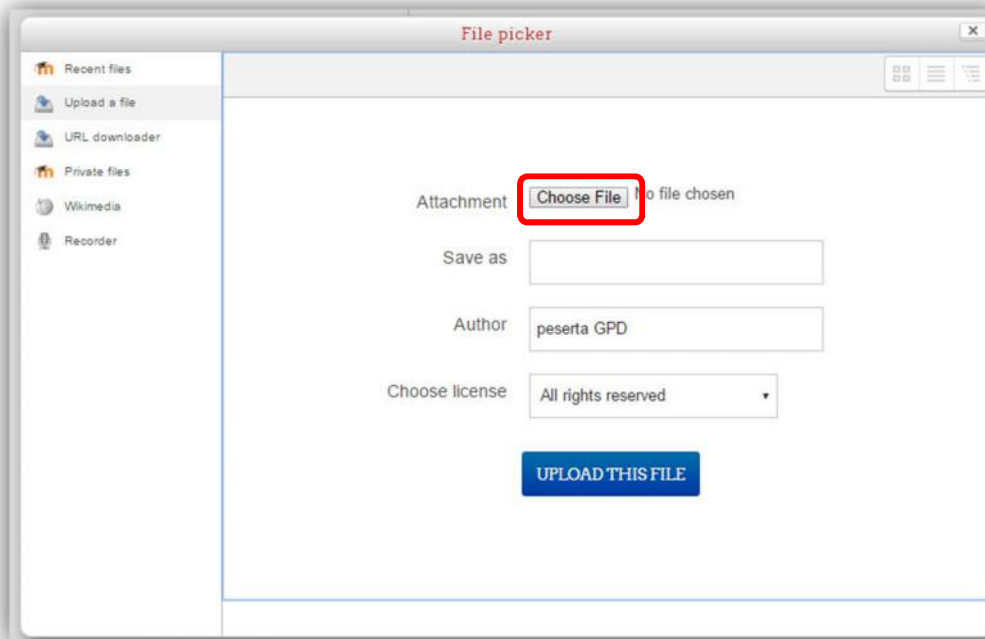 File picker
Recent files
Upload a file
URL downloader
Private files
Wikimedia
Recorder
Attachment Choose File No file chosen
Save as
Author peserta GPD
Choose license All rights reserved
UPLOAD THIS FILE